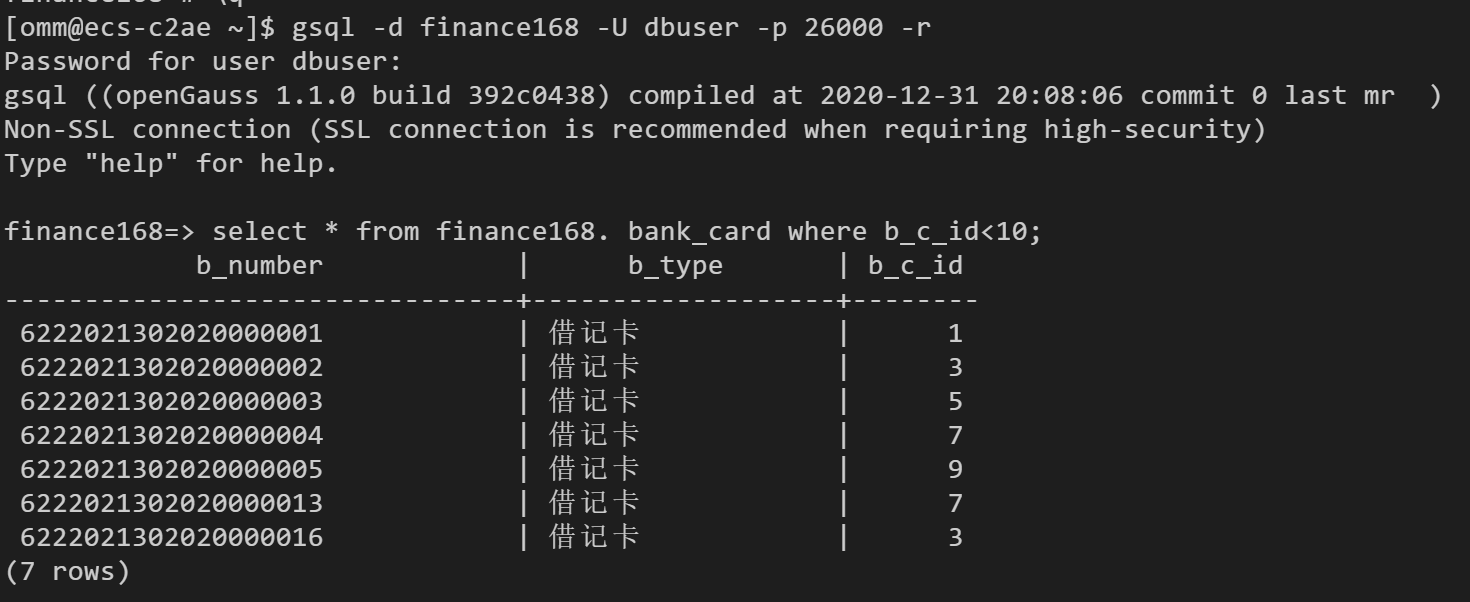 [omm@ecs-c2ae ~]$ gsql -d finance168 -U dbuser -p 26000 -r
Password for user dbuser:
gsql ((openGauss 1.1.0 build 392c0438) compiled at 2020-12-31 20:08:06 commit 0 last mr  )
Non-SSL connection (SSL connection is recommended when requiring high-security)
Type "help" for help.

finance168=> select * from finance168. bank_card where b_c_id<10;
            b_number            |      b_type       | b_c_id
--------------------------------+-------------------+--------
 6222021302020000001            | 借记卡            |      1
 6222021302020000002            | 借记卡            |      3
 6222021302020000003            | 借记卡            |      5
 6222021302020000004            | 借记卡            |      7
 6222021302020000005            | 借记卡            |      9
 6222021302020000013            | 借记卡            |      7
 6222021302020000016            | 借记卡            |      3
(7 rows)